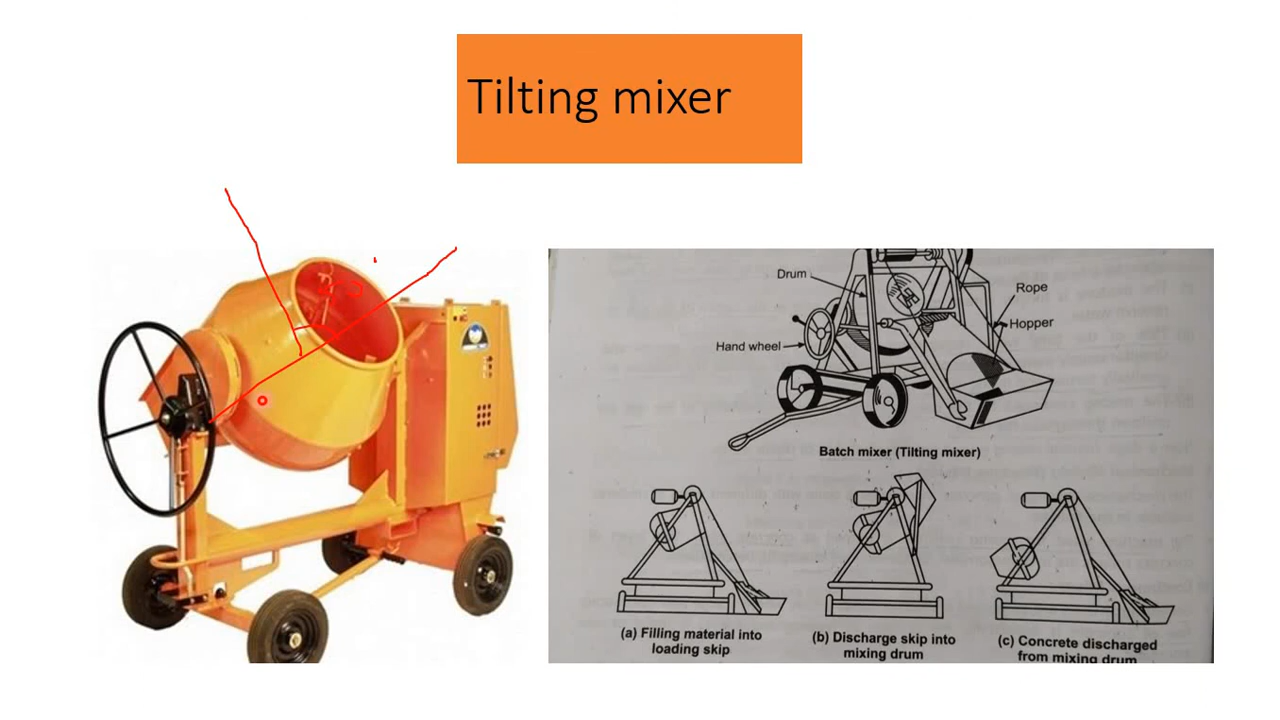 Tilting mixer
Drum
Rope
Hopper
Hand wheel
Batch mixer (Tilting mixer)
(a) Filling material into
loading skip
(b) Discharge skip into
mixing drum
(c) Concrete discharged
from mixing drum